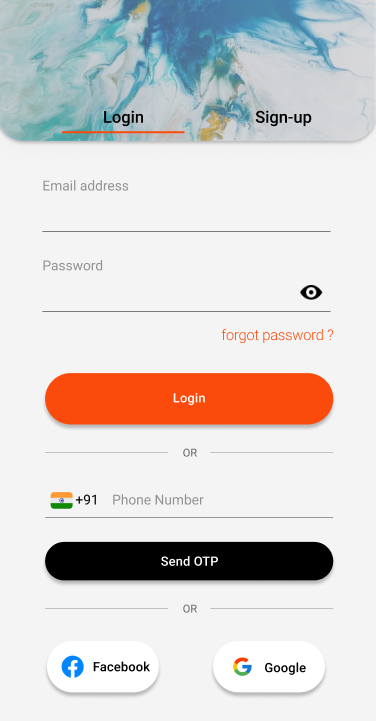 Login Sign-up
Email address
Password
forgot password ?
Login
OR
+91 Phone Number
Send OTP
OR
Facebook Google